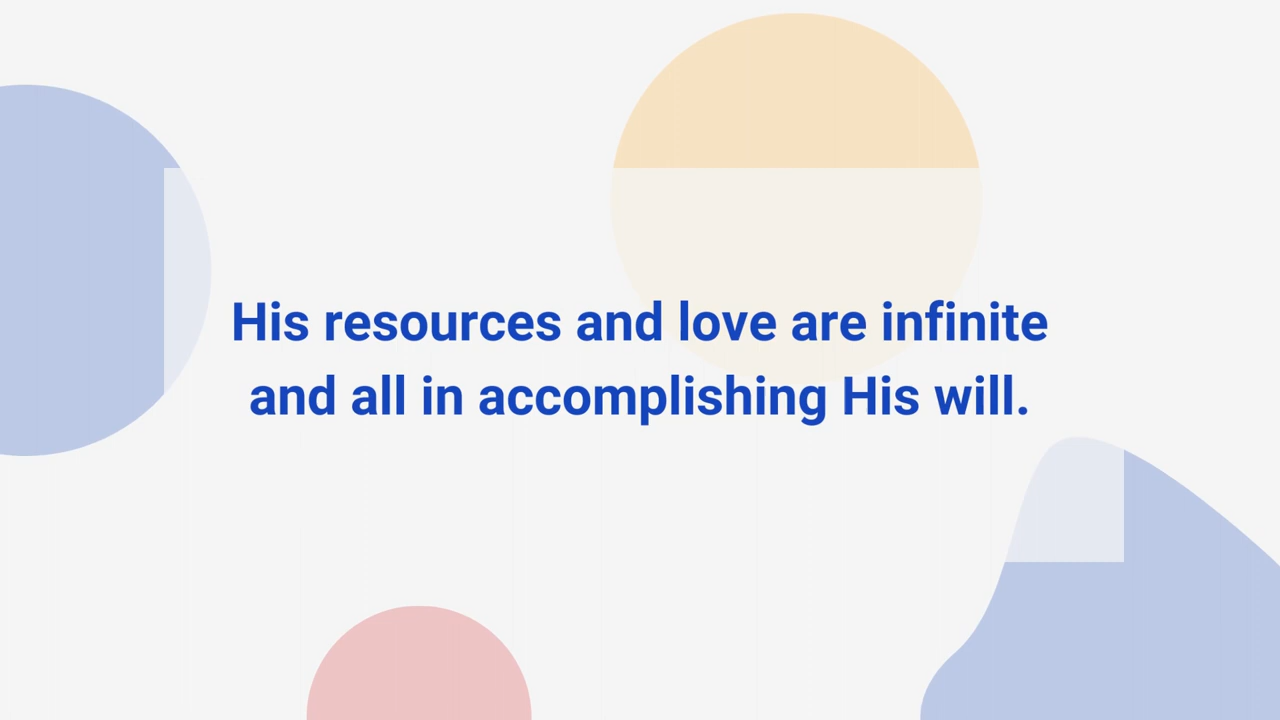 His resources and love are infinite
and all in accomplishing His will.